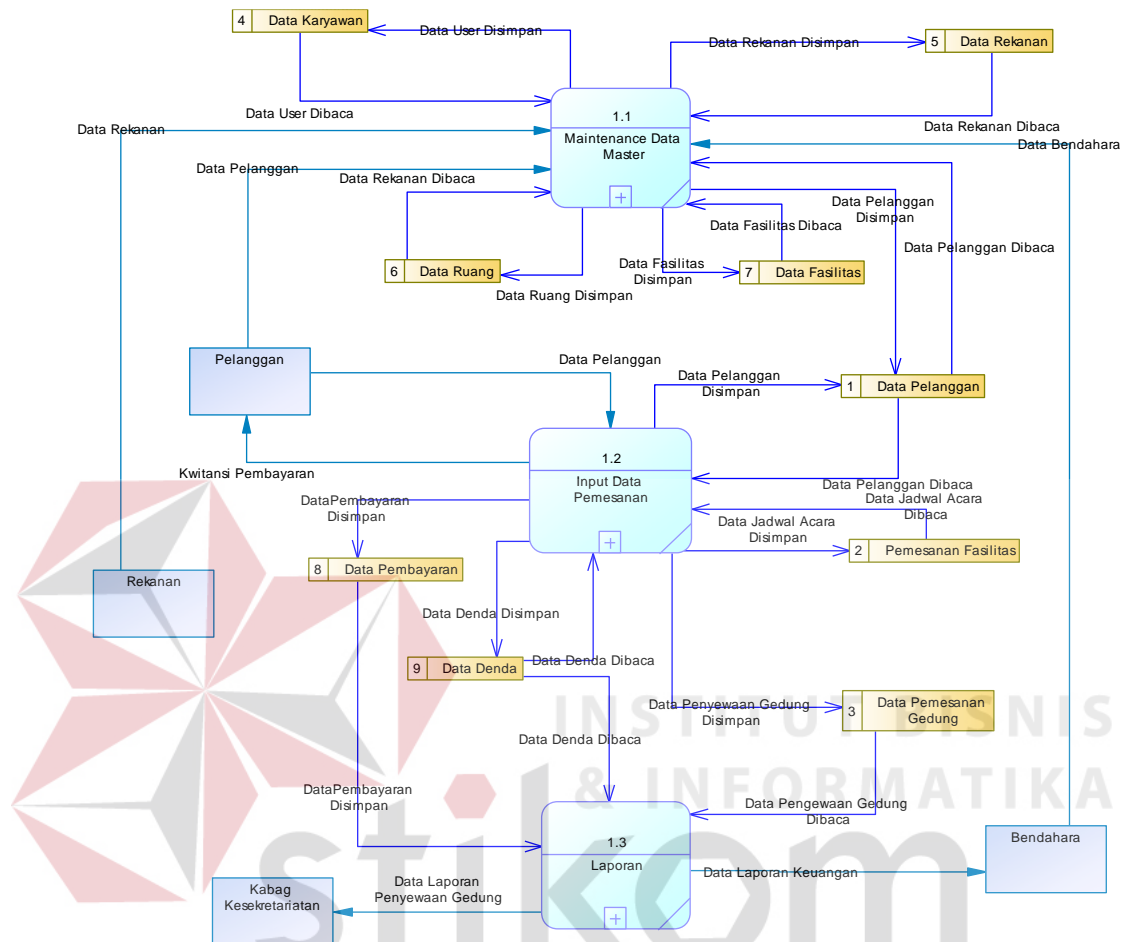 4 Data Karyawan
Data User Disimpan
Data Rekanan Disimpan
5 Data Rekanan
Data User Dibaca
1.1
Maintenance Data
Master
Data Rekanan
Data Rekanan Dibaca
Data Bendahara
Data Pelanggan
Data Rekanan Dibaca
Data Pelanggan
Disimpan
Data Fasilitas Dibaca
Data Pelanggan Dibaca
6 Data Ruang
Data Fasilitas
Disimpan
7 Data Fasilitas
Data Ruang Disimpan
Pelanggan
Data Pelanggan
Data Pelanggan
Disimpan
1 Data Pelanggan
1.2
Input Data
Pemesanan
Kwitansi Pembayaran
Data Pelanggan Dibaca
DataPembayaran
Disimpan
Data Jadwal Acara
Dibaca
Data Jadwal Acara
Disimpan
2 Pemesanan Fasilitas
8 Data Pembayaran
Rekanan
Data Denda Disimpan
9 Data Denda
Data Denda Dibaca
Data Penyewaan Gedung
Disimpan
3 Data Pemesanan
Gedung
INSTITUT BISNIS
& INFORMATIKA
Data Denda Dibaca
DataPembayaran
Disimpan
Data Pengewaan Gedung
Dibaca
1.3
Laporan
Bendahara
Data Laporan Keuangan
Kabag
Kesekretariatan
Data Laporan
Penyewaan Gedung
stikom